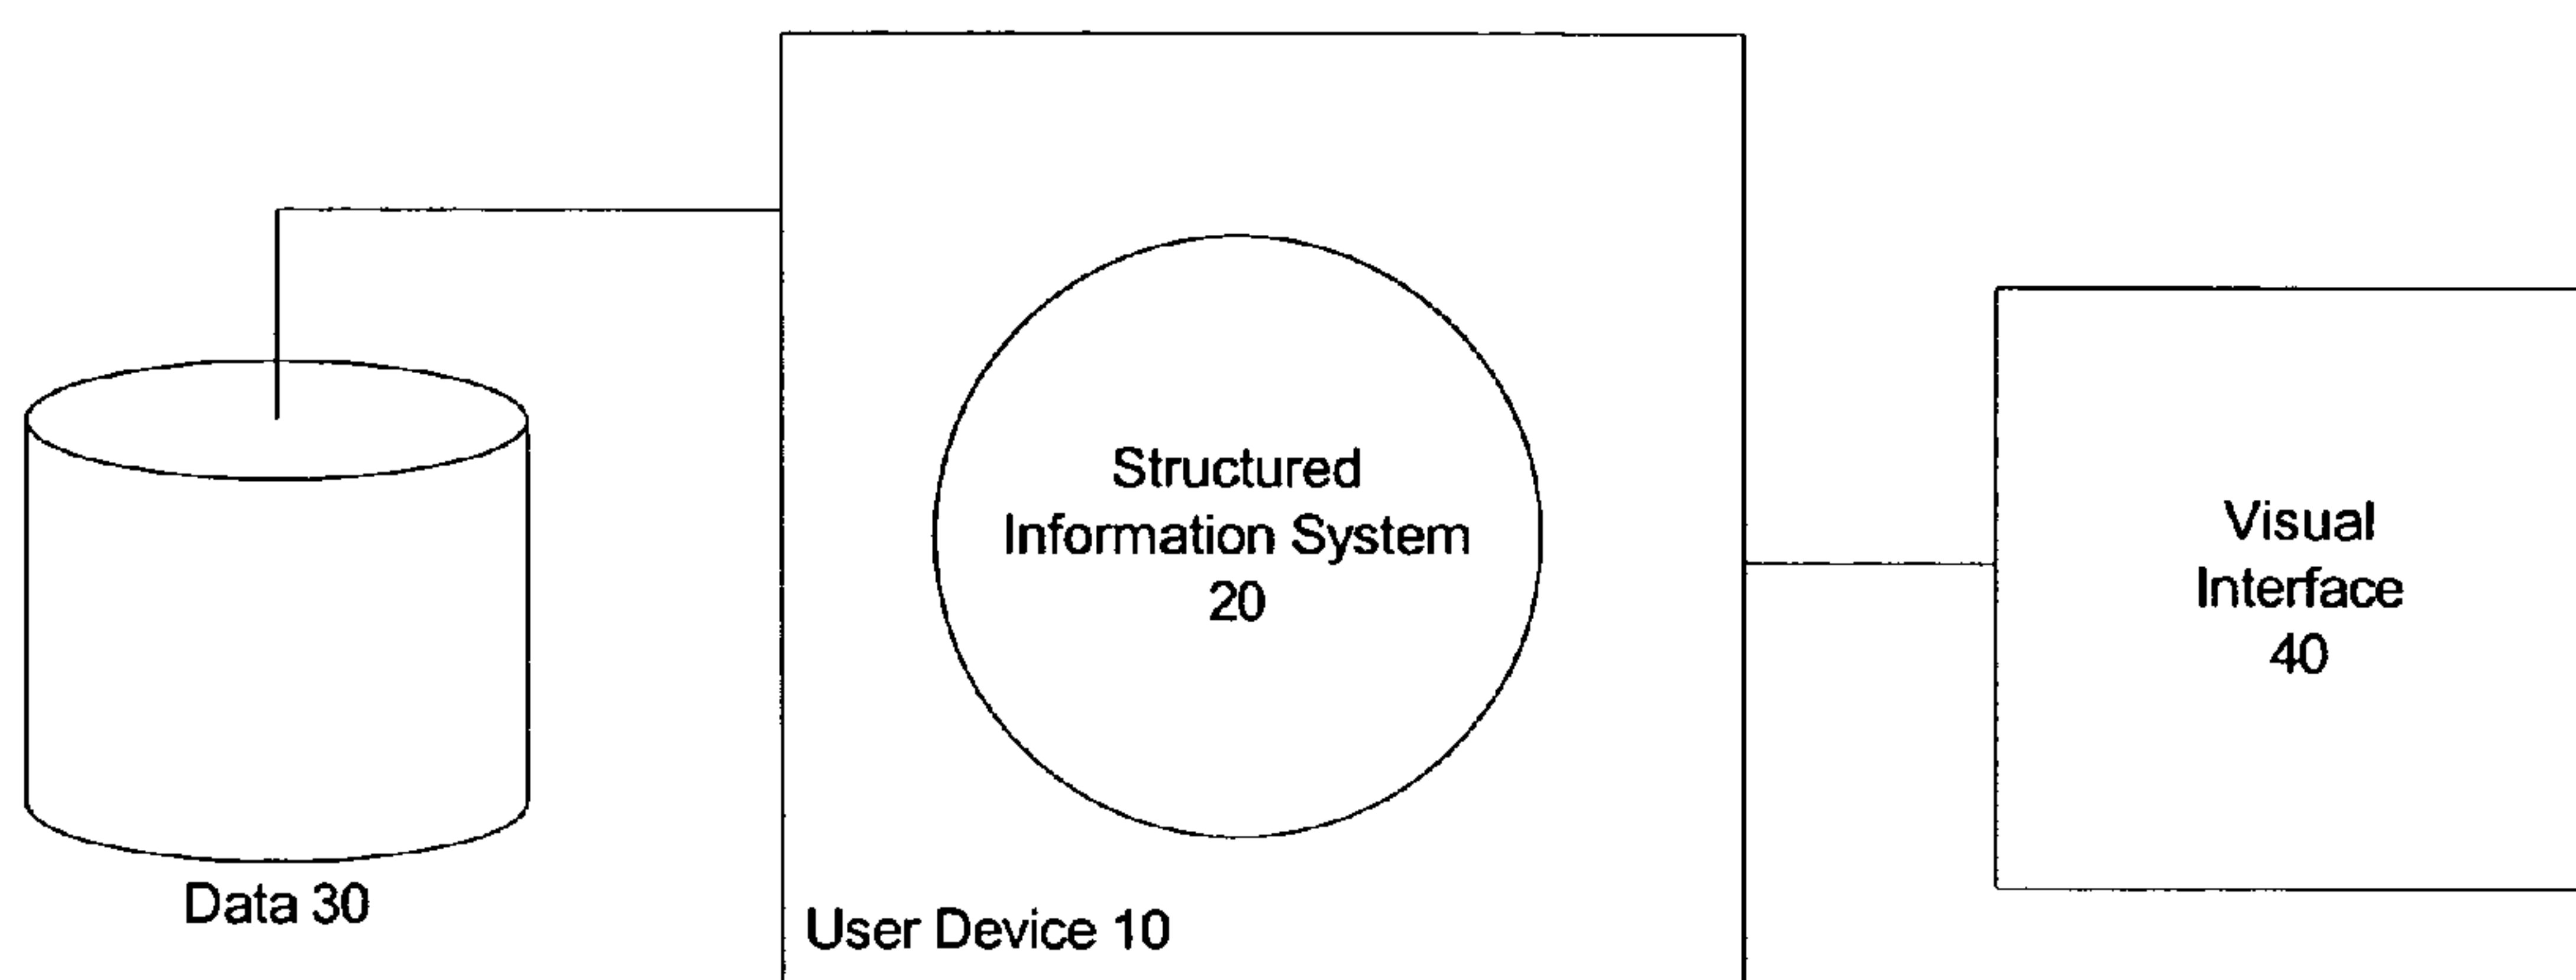 Structured
Information System
20
Visual
Interface
40
Data 30
User Device 10